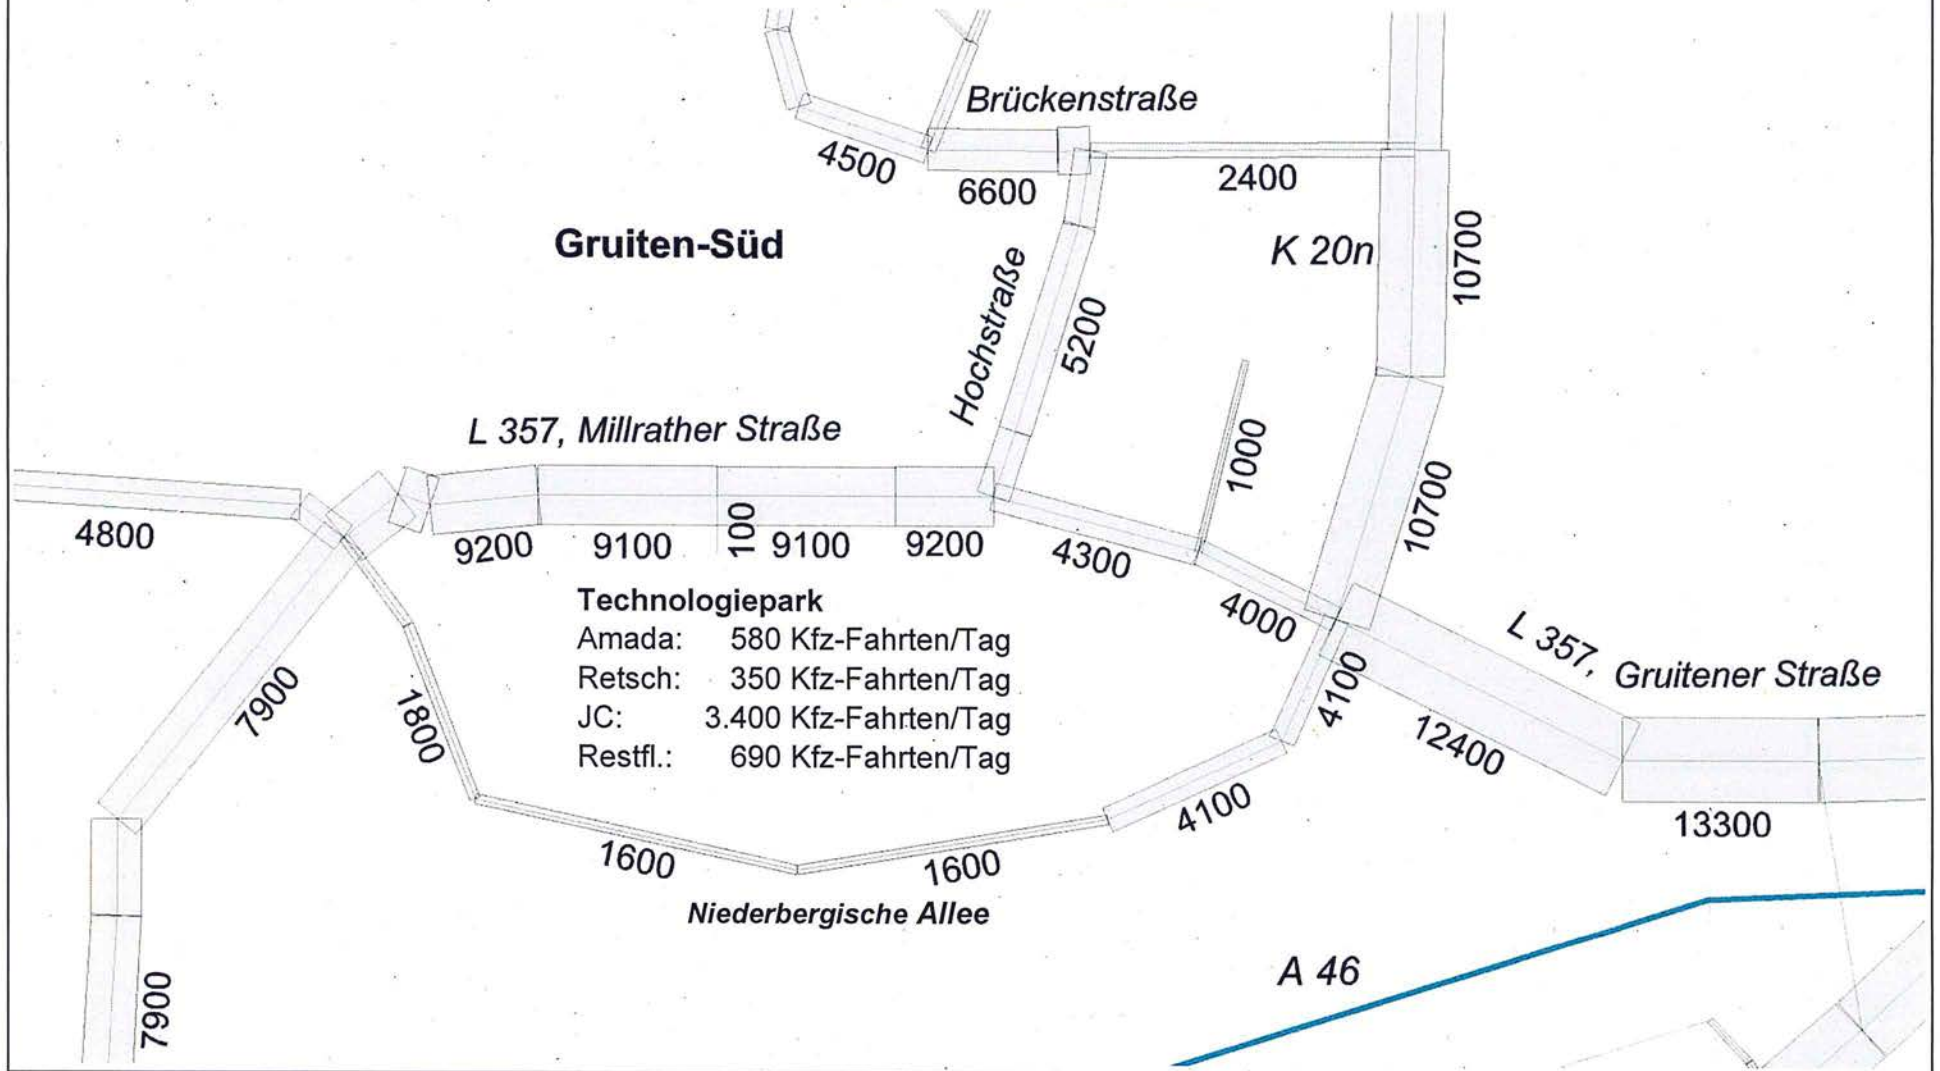 Brückenstraße
4500
6600
2400
Gruiten-Süd
K 20n
10700
Hochstraße
5200
L 357, Millrather Straße
1000
10700
4800
9200
9100
100
9100
9200
4300
4000
Technologiepark
Amada: 580 Kfz-Fahrten/Tag
Retsch: 350 Kfz-Fahrten/Tag
JC: 3.400 Kfz-Fahrten/Tag
Restfl.: 690 Kfz-Fahrten/Tag
L 357, Gruitener Straße
7900
1800
4100
12400
4100
13300
1600
1600
Niederbergische Allee
A 46
7900